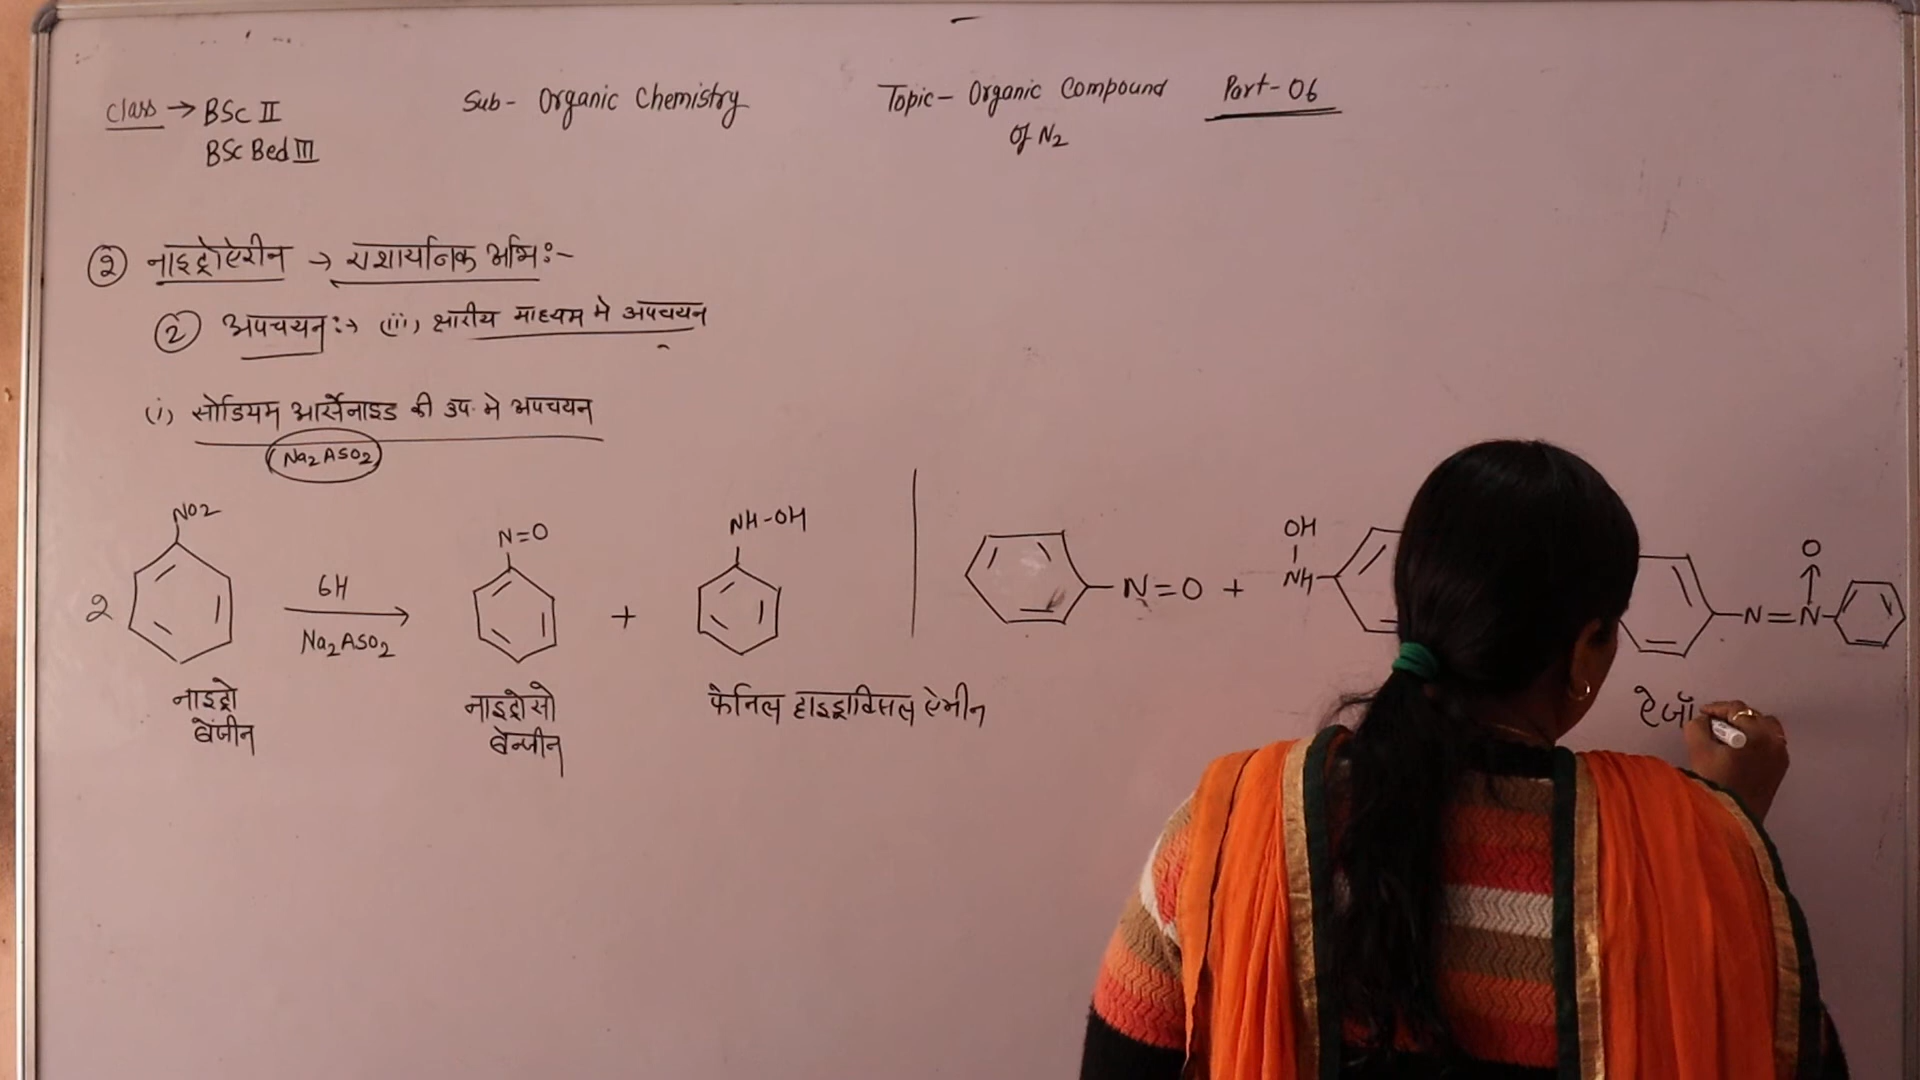 Class → BSc II
BSc Bed III
Sub- Organic Chemistry
Topic- Organic Compound
of N2
Part-06
② नाइट्रोऐरीन → रासायनिक अभि:-
② अपचयन:→ (iii) क्षारीय माध्यम मे अपचयन
(i) सोडियम आर्सेनाइड की उप. मे अपचयन
Na2ASO2
2
NO2
6H
Na2ASO2
N=O
+
NH-OH
नाइट्रो
बेंजीन
नाइट्रोसो
बेन्जीन
फेनिल हाइड्राक्सिल ऐमीन
N=O +
OH
NH
O
N=N
ऐजॉ